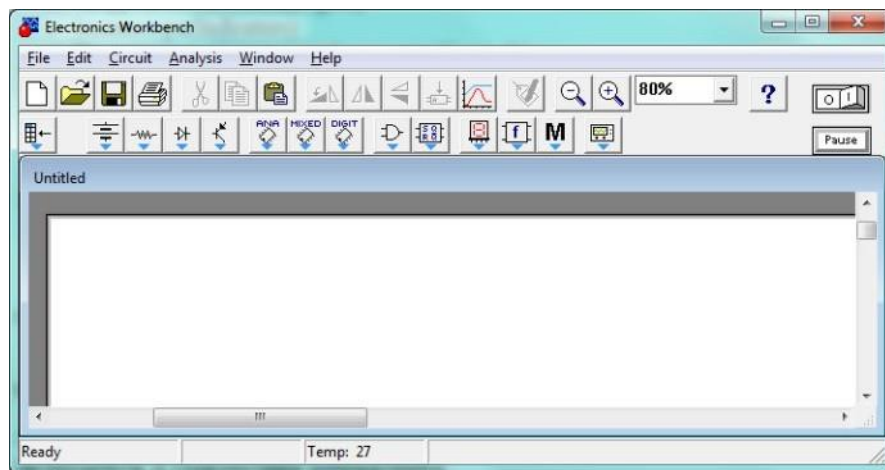 Electronics Workbench
File Edit Circuit Analysis Window Help
80% ?
ANA MIXED DIGIT f M Pause
Untitled
Ready Temp: 27